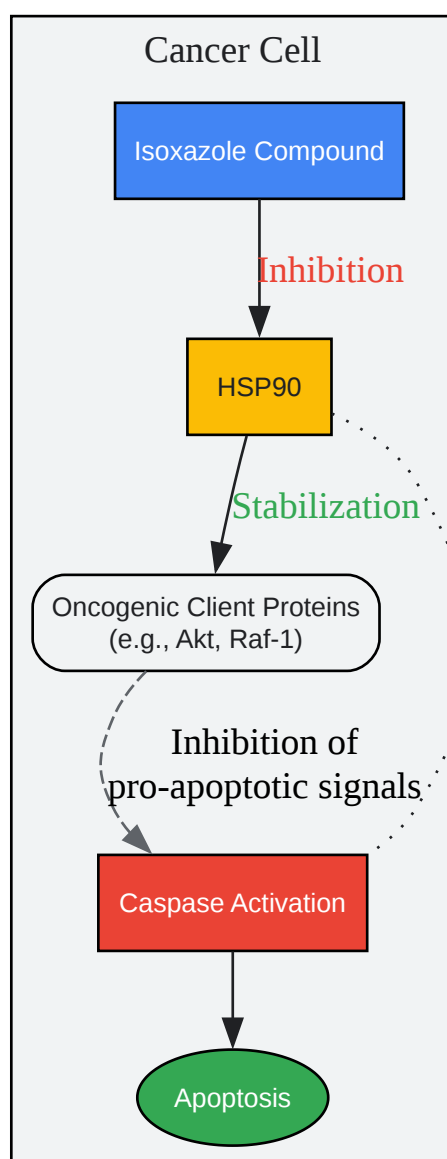 Cancer Cell
Isoxazole Compound
Inhibition
HSP90
Stabilization
Oncogenic Client Proteins
(e.g., Akt, Raf-1)
Inhibition of
pro-apoptotic signals
Caspase Activation
Apoptosis